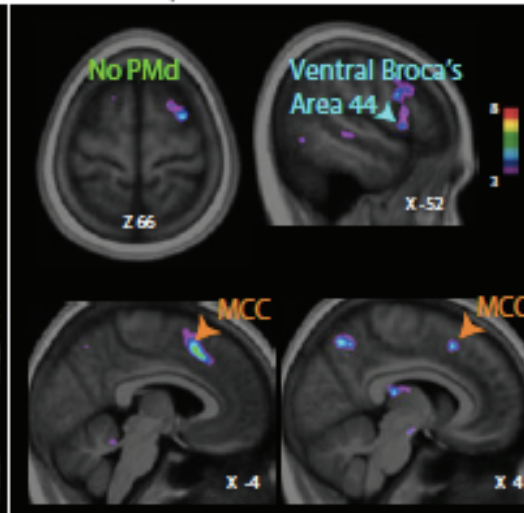 No PMd
Ventral Broca's
Area 44
8
3
Z 66
X -52
MCC
MCC
X -4
X 4